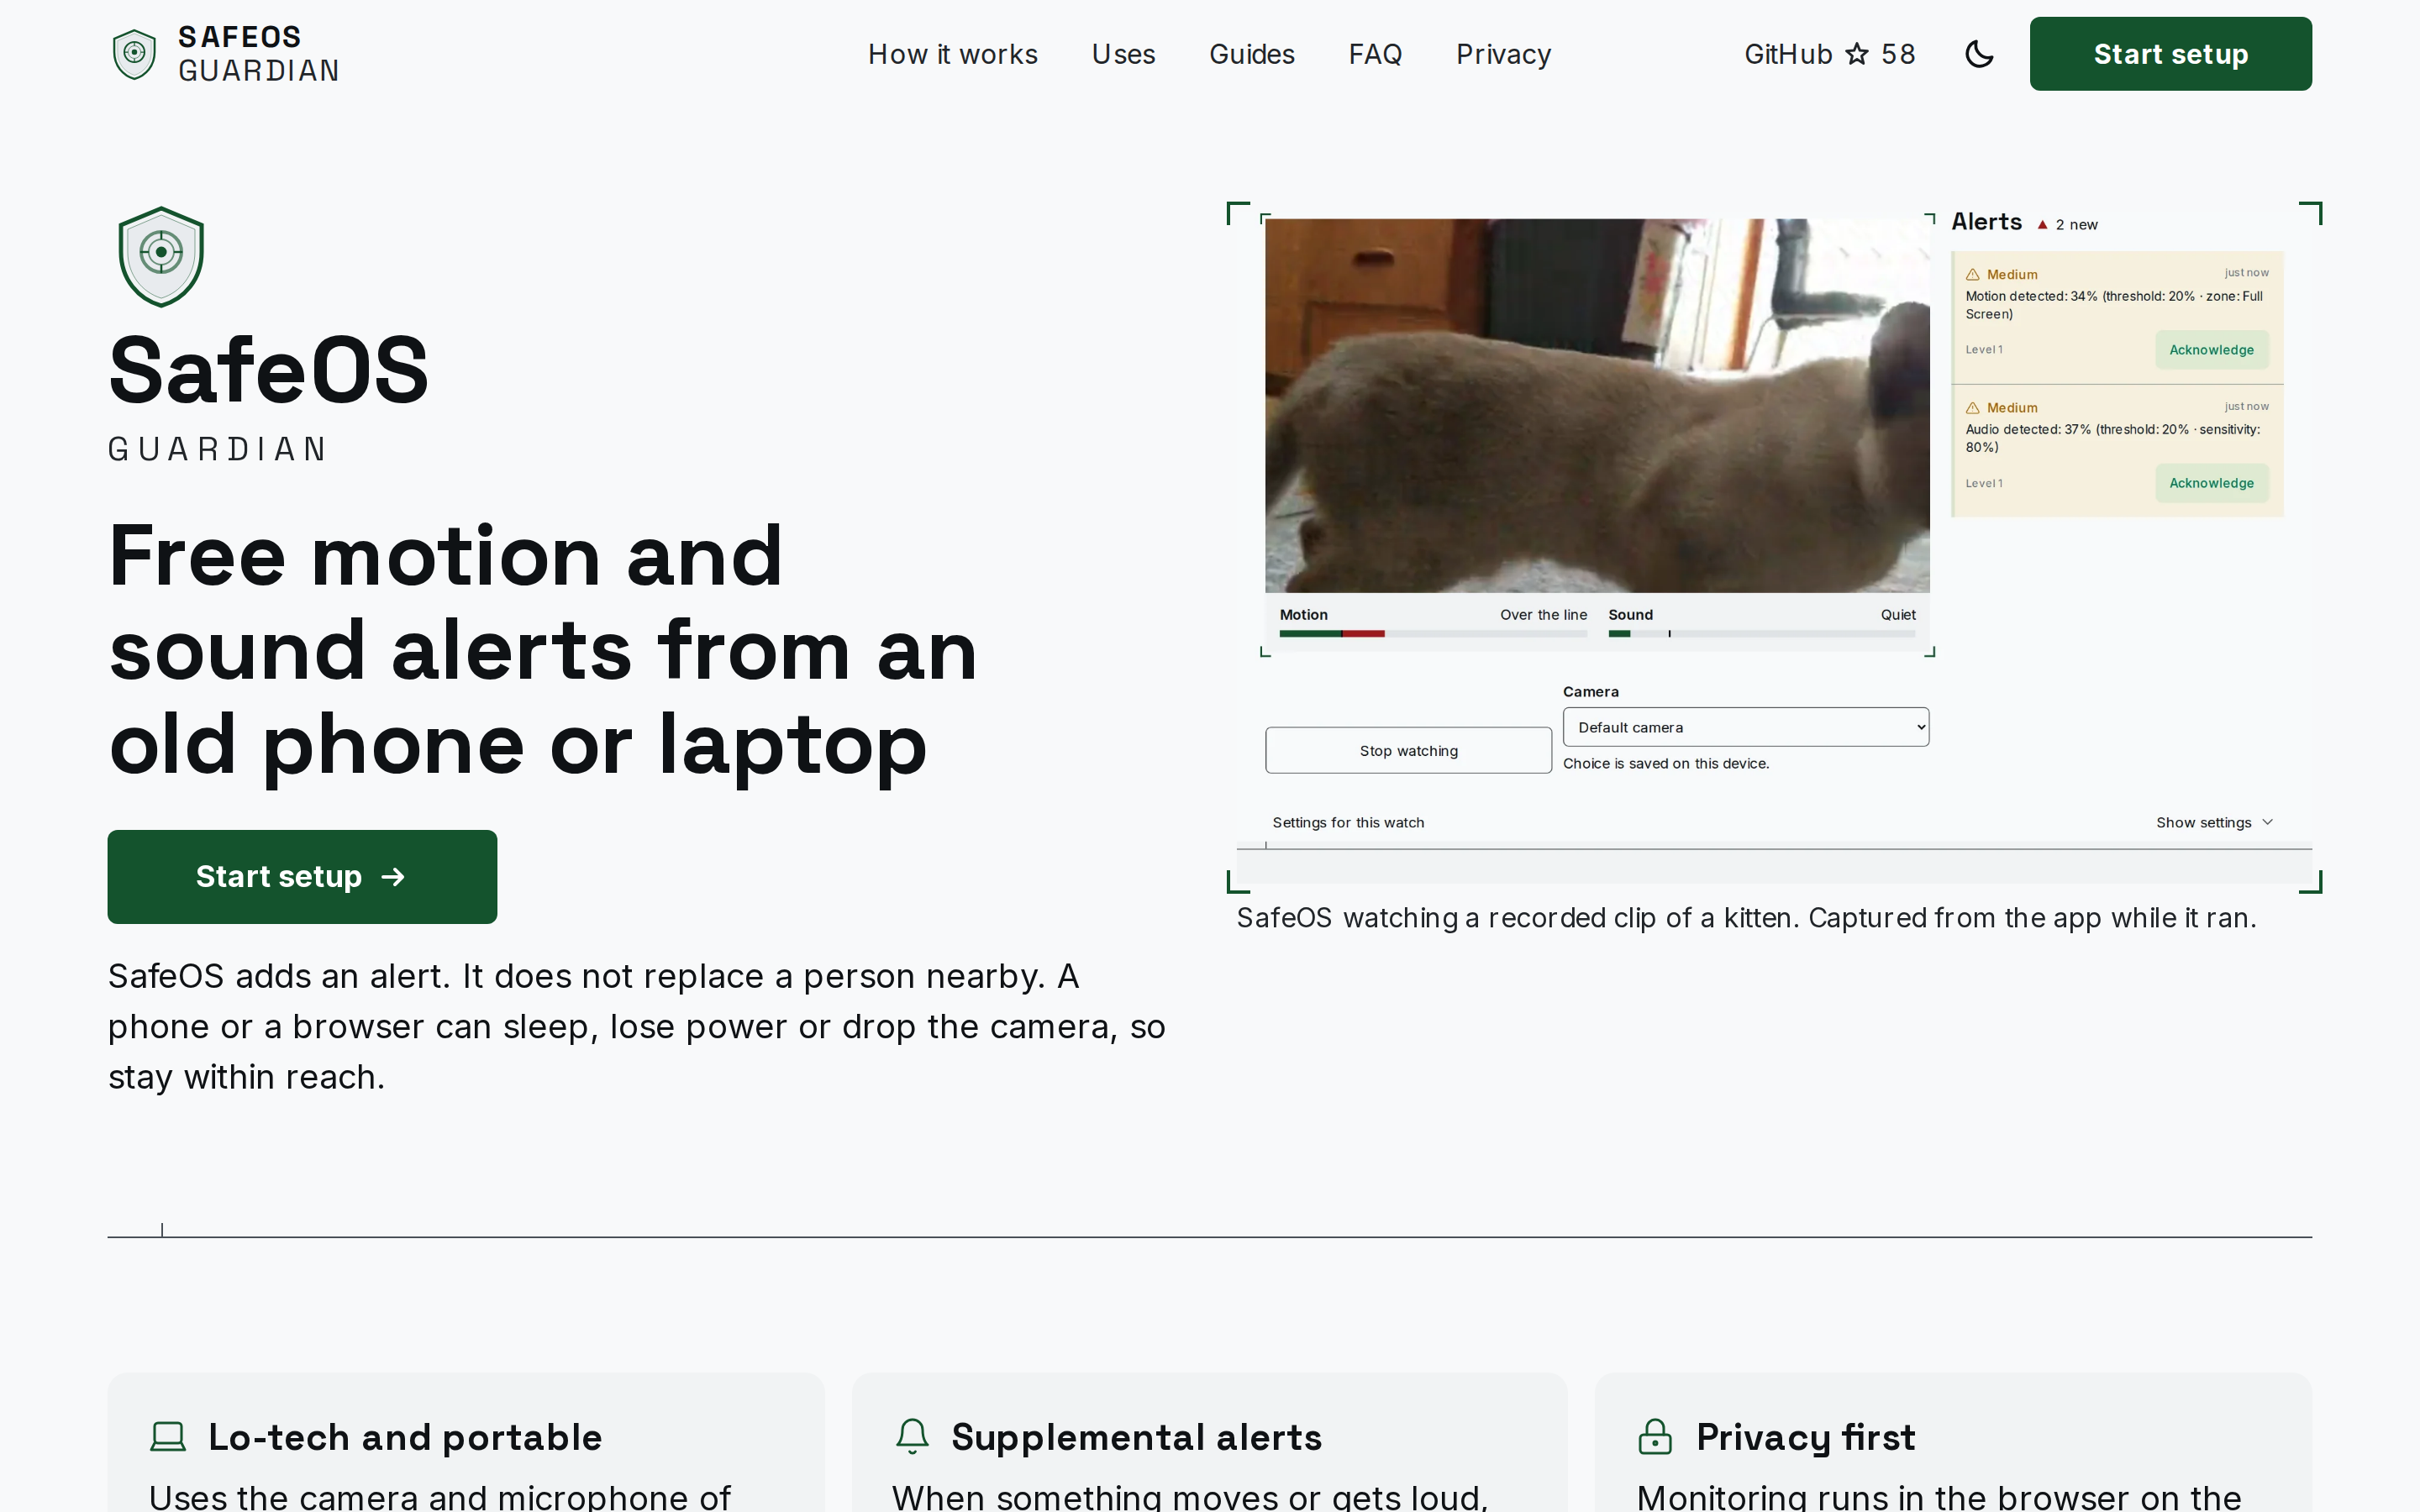 SAFEOS
GUARDIAN
How it works
Uses
Guides
FAQ
Privacy
GitHub ☆ 58
Start setup
SafeOS
GUARDIAN
Free motion and
sound alerts from an
old phone or laptop
Start setup →
SafeOS adds an alert. It does not replace a person nearby. A
phone or a browser can sleep, lose power or drop the camera, so
stay within reach.
Motion
Over the line
Sound
Quiet
Camera
Default camera
Stop watching
Choice is saved on this device.
Settings for this watch
Show settings
Alerts
2 new
Medium
just now
Motion detected: 34% (threshold: 20% · zone: Full
Screen)
Level 1
Acknowledge
Medium
just now
Audio detected: 37% (threshold: 20% · sensitivity:
80%)
Level 1
Acknowledge
SafeOS watching a recorded clip of a kitten. Captured from the app while it ran.
Lo-tech and portable
Uses the camera and microphone of
Supplemental alerts
When something moves or gets loud,
Privacy first
Monitoring runs in the browser on the